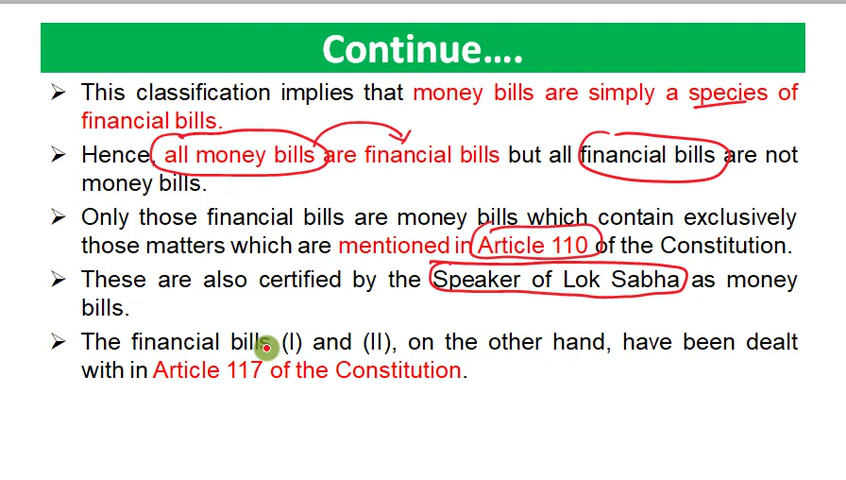 Continue....
➢ This classification implies that money bills are simply a species of
financial bills.
➢ Hence, all money bills are financial bills but all financial bills are not
money bills.
➢ Only those financial bills are money bills which contain exclusively
those matters which are mentioned in Article 110 of the Constitution.
➢ These are also certified by the Speaker of Lok Sabha as money
bills.
➢ The financial bills (I) and (II), on the other hand, have been dealt
with in Article 117 of the Constitution.